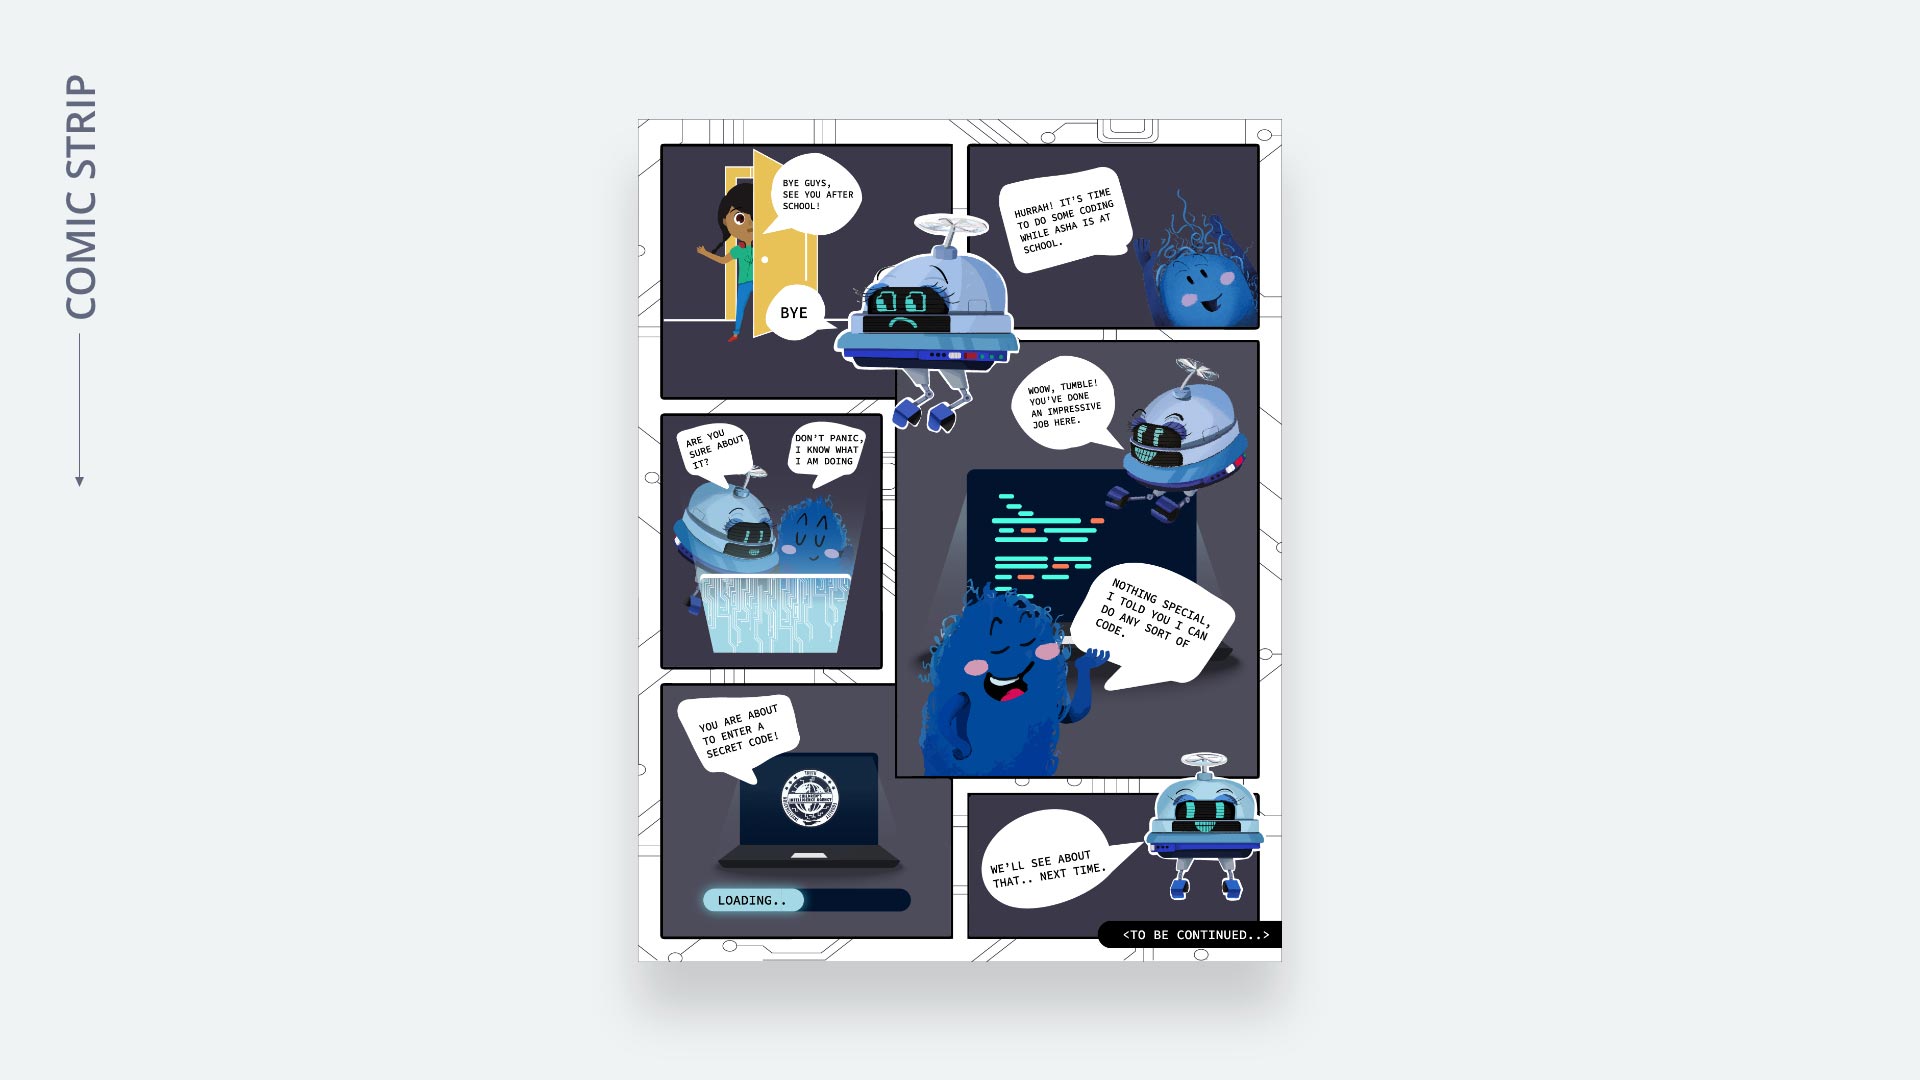 COMIC STRIP
BYE GUYS,
SEE YOU AFTER
SCHOOL!
BYE
HURRAH! IT'S TIME
TO DO SOME CODING
WHILE ASHA IS AT
SCHOOL.
ARE YOU
SURE ABOUT
IT?
DON'T PANIC,
I KNOW WHAT
I AM DOING
WOOW, TUMBLE!
YOU'VE DONE
AN IMPRESSIVE
JOB HERE.
NOTHING SPECIAL,
I TOLD YOU I CAN
DO ANY SORT OF
CODE.
YOU ARE ABOUT
TO ENTER A
SECRET CODE!
CHILDREN'S
INTELLIGENCE AGENCY
LOADING..
WE'LL SEE ABOUT
THAT.. NEXT TIME.
<TO BE CONTINUED..>